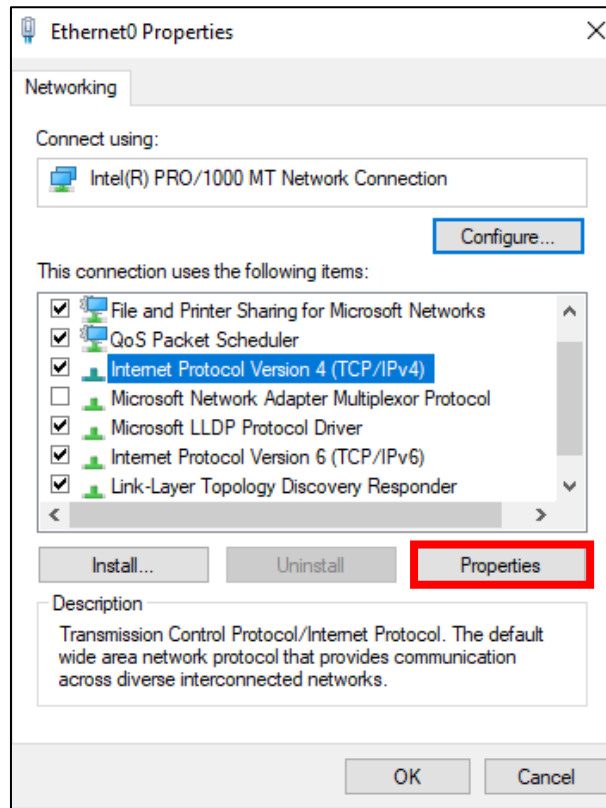 Ethernet0 Properties
Networking
Connect using:
Intel(R) PRO/1000 MT Network Connection
Configure...
This connection uses the following items:
File and Printer Sharing for Microsoft Networks
QoS Packet Scheduler
Internet Protocol Version 4 (TCP/IPv4)
Microsoft Network Adapter Multiplexor Protocol
Microsoft LLDP Protocol Driver
Internet Protocol Version 6 (TCP/IPv6)
Link-Layer Topology Discovery Responder
Install... Uninstall Properties
Description
Transmission Control Protocol/Internet Protocol. The default
wide area network protocol that provides communication
across diverse interconnected networks.
OK Cancel